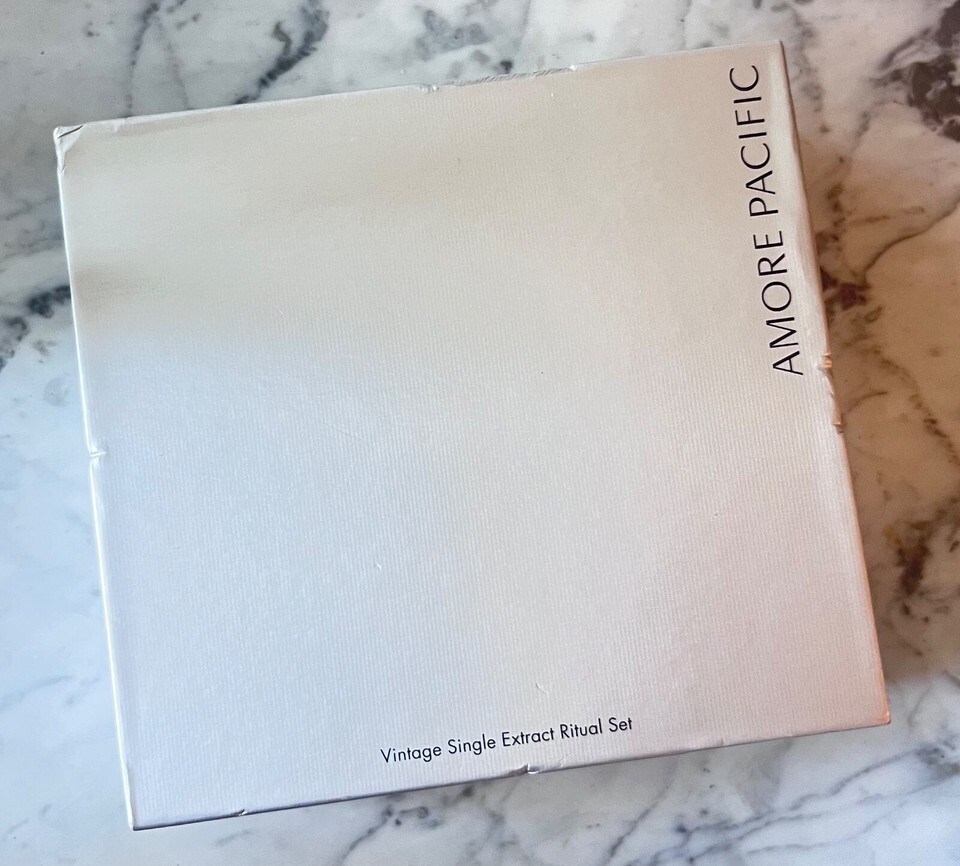 AMORE PACIFIC
Vintage Single Extract Ritual Set